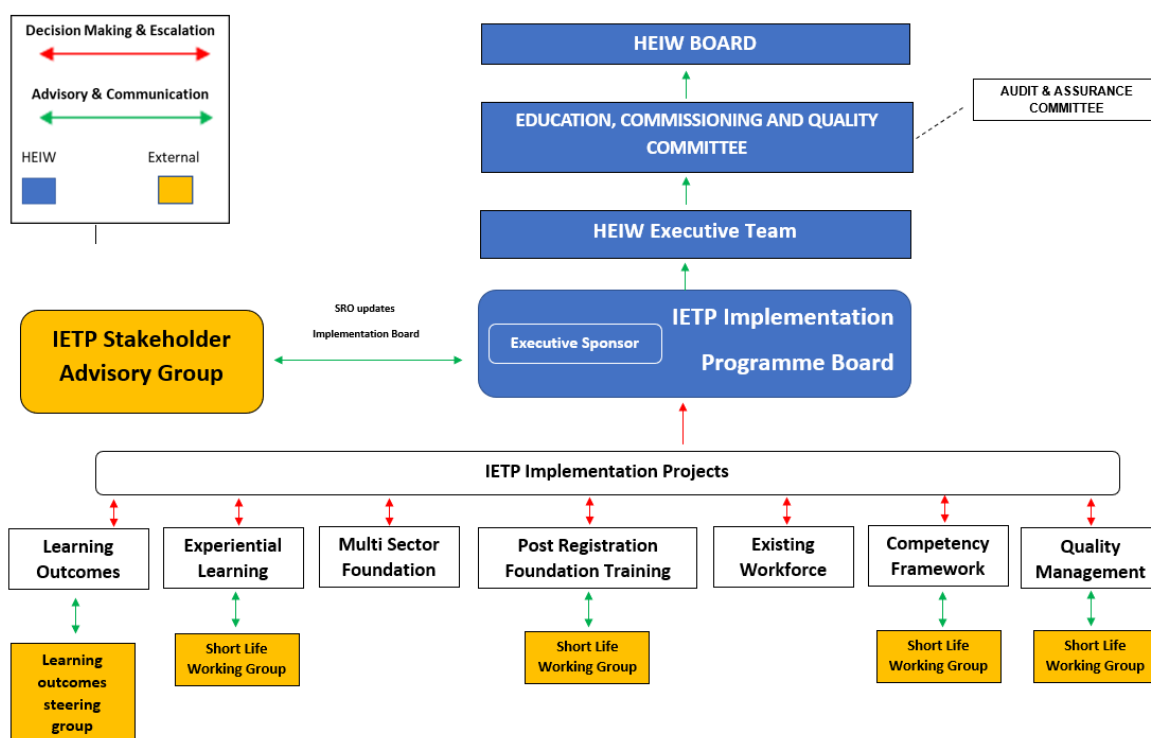 Decision Making & Escalation
Advisory & Communication
HEIW
External
HEIW BOARD
EDUCATION, COMMISSIONING AND QUALITY
COMMITTEE
AUDIT & ASSURANCE
COMMITTEE
HEIW Executive Team
IETP Stakeholder
Advisory Group
SRO updates
Implementation Board
Executive Sponsor
IETP Implementation
Programme Board
IETP Implementation Projects
Learning
Outcomes
Experiential
Learning
Multi Sector
Foundation
Post Registration
Foundation Training
Existing
Workforce
Competency
Framework
Quality
Management
Learning
outcomes
steering
group
Short Life
Working Group
Short Life
Working Group
Short Life
Working Group
Short Life
Working Group